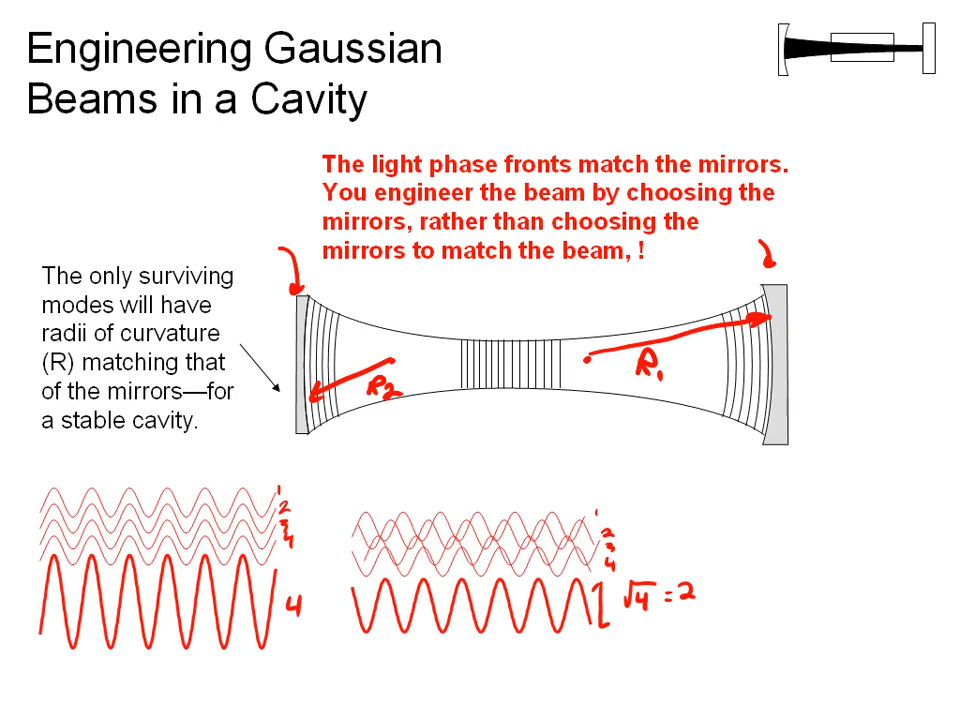 Engineering Gaussian
Beams in a Cavity
The light phase fronts match the mirrors.
You engineer the beam by choosing the
mirrors, rather than choosing the
mirrors to match the beam, !
The only surviving
modes will have
radii of curvature
(R) matching that
of the mirrors—for
a stable cavity.
R2
R1
1
2
3
4
4
1
2
3
4
√4 = 2